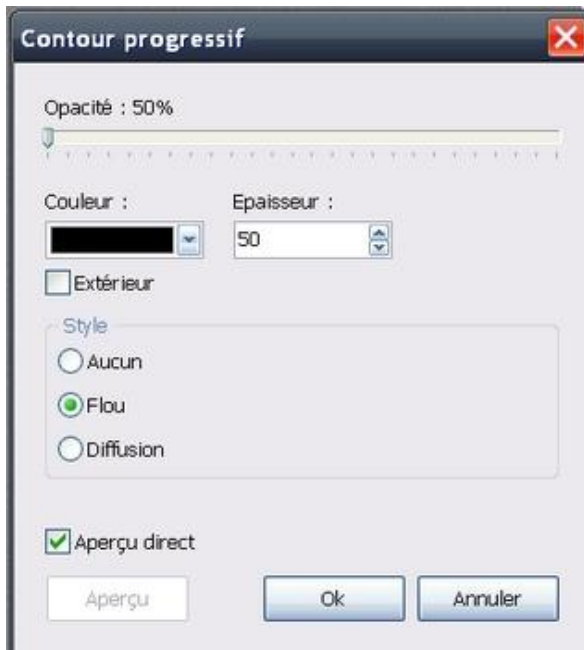 Contour progressif
Opacité : 50%
Couleur :
Epaisseur :
50
Extérieur
Style
Aucun
Flou
Diffusion
Aperçu direct
Aperçu
Ok
Annuler